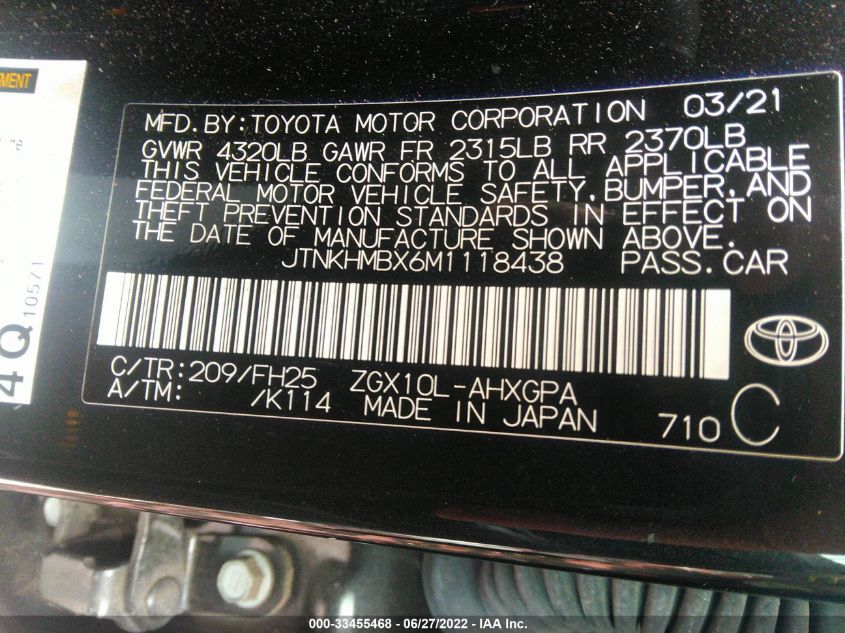 MENT
4Q 10571
MFD.BY:TOYOTA MOTOR CORPORATION 03/21
GVWR 4320LB GAWR FR 2315LB RR 2370LB
THIS VEHICLE CONFORMS TO ALL APPLICABLE
FEDERAL MOTOR VEHICLE SAFETY,BUMPER,AND
THEFT PREVENTION STANDARDS IN EFFECT ON
THE DATE OF MANUFACTURE SHOWN ABOVE.
JTNKHMBX6M1118438 PASS.CAR
C/TR:209/FH25 ZGX10L-AHXGPA
A/TM: /K114 MADE IN JAPAN 710 C
000-33455468 - 06/27/2022 - IAA Inc.